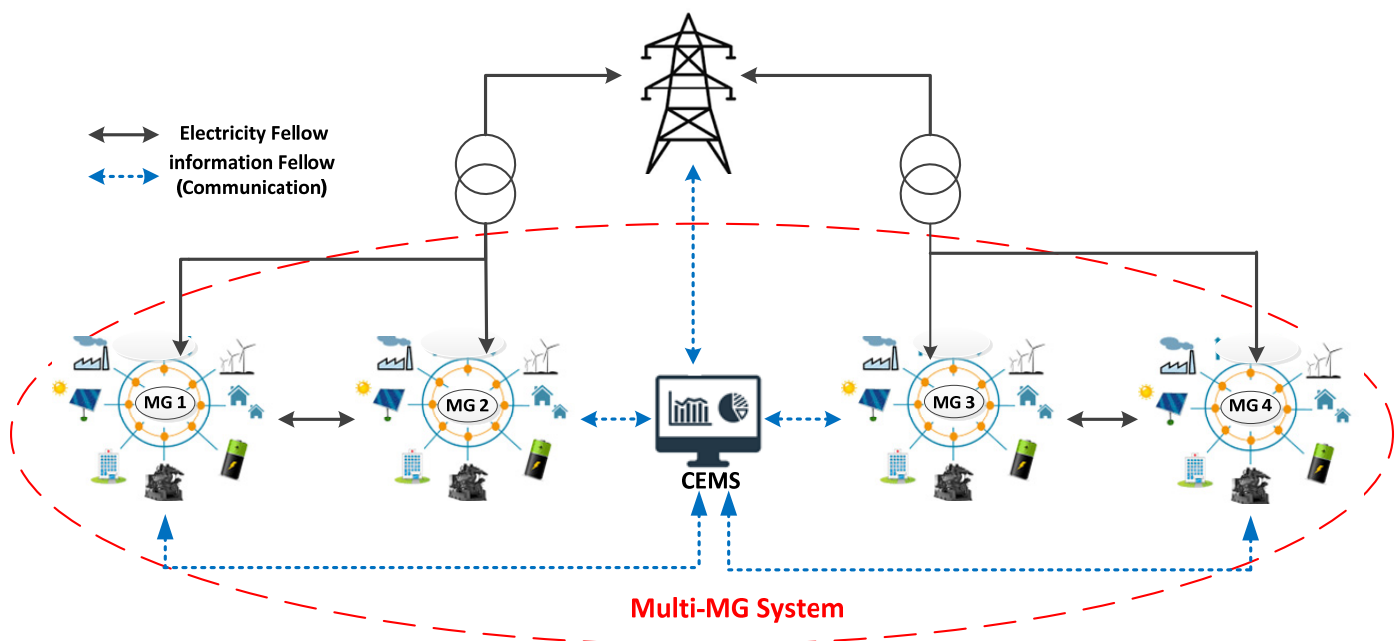 Electricity Fellow
information Fellow
(Communication)
MG 1
MG 2
MG 3
MG 4
CEMS
Multi-MG System